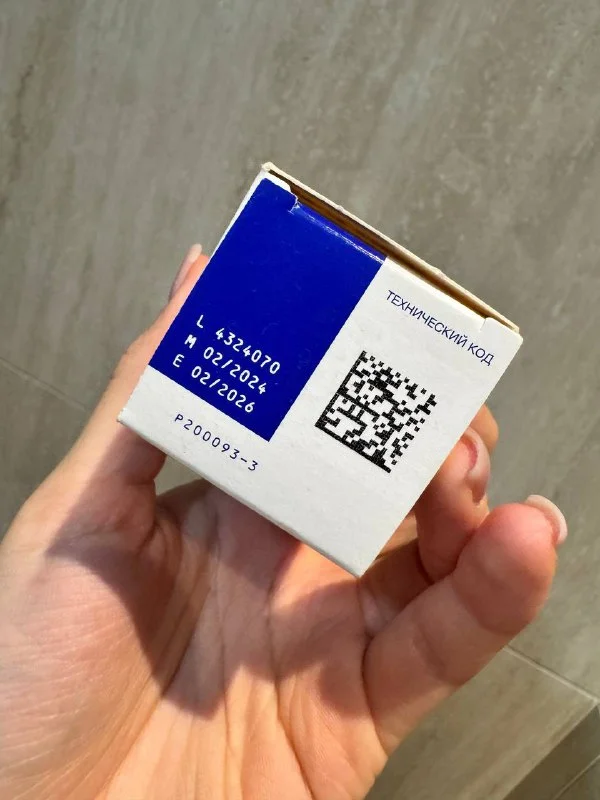 L 4324070
M 02/2024
E 02/2026
P200093-3
ТЕХНИЧЕСКИЙ КОД